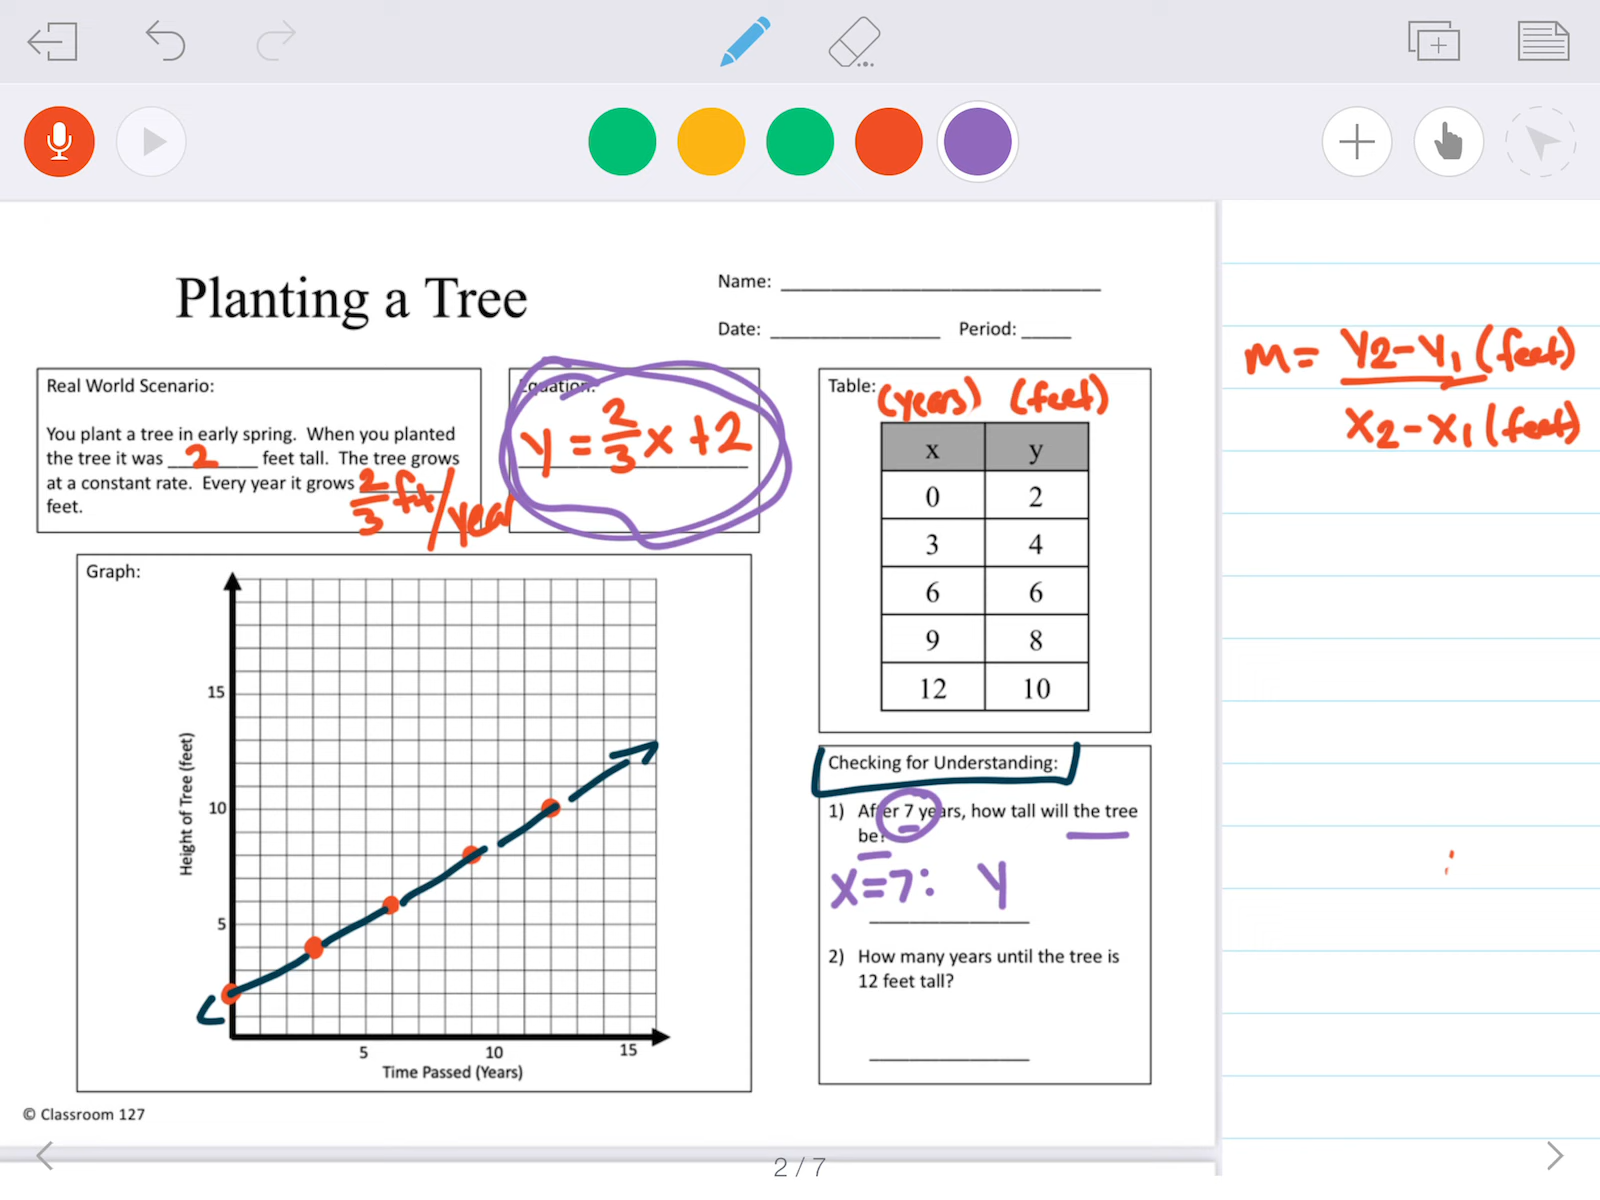 Planting a Tree
Name: ____________________
Date: ____________ Period: _____
Real World Scenario:
You plant a tree in early spring. When you planted
the tree it was 2 feet tall. The tree grows
at a constant rate. Every year it grows 2/3 ft/year
feet.
Equation:
y = 2/3 x + 2
Table: (years) (feet)
x y
0 2
3 4
6 6
9 8
12 10
m = y2-y1 (feet)
x2-x1 (feet)
Graph:
Height of Tree (feet)
15
10
5
5 10 15
Time Passed (Years)
Checking for Understanding:
1) After 7 years, how tall will the tree
be?
x=7: y
2) How many years until the tree is
12 feet tall?
© Classroom 127
2 / 7